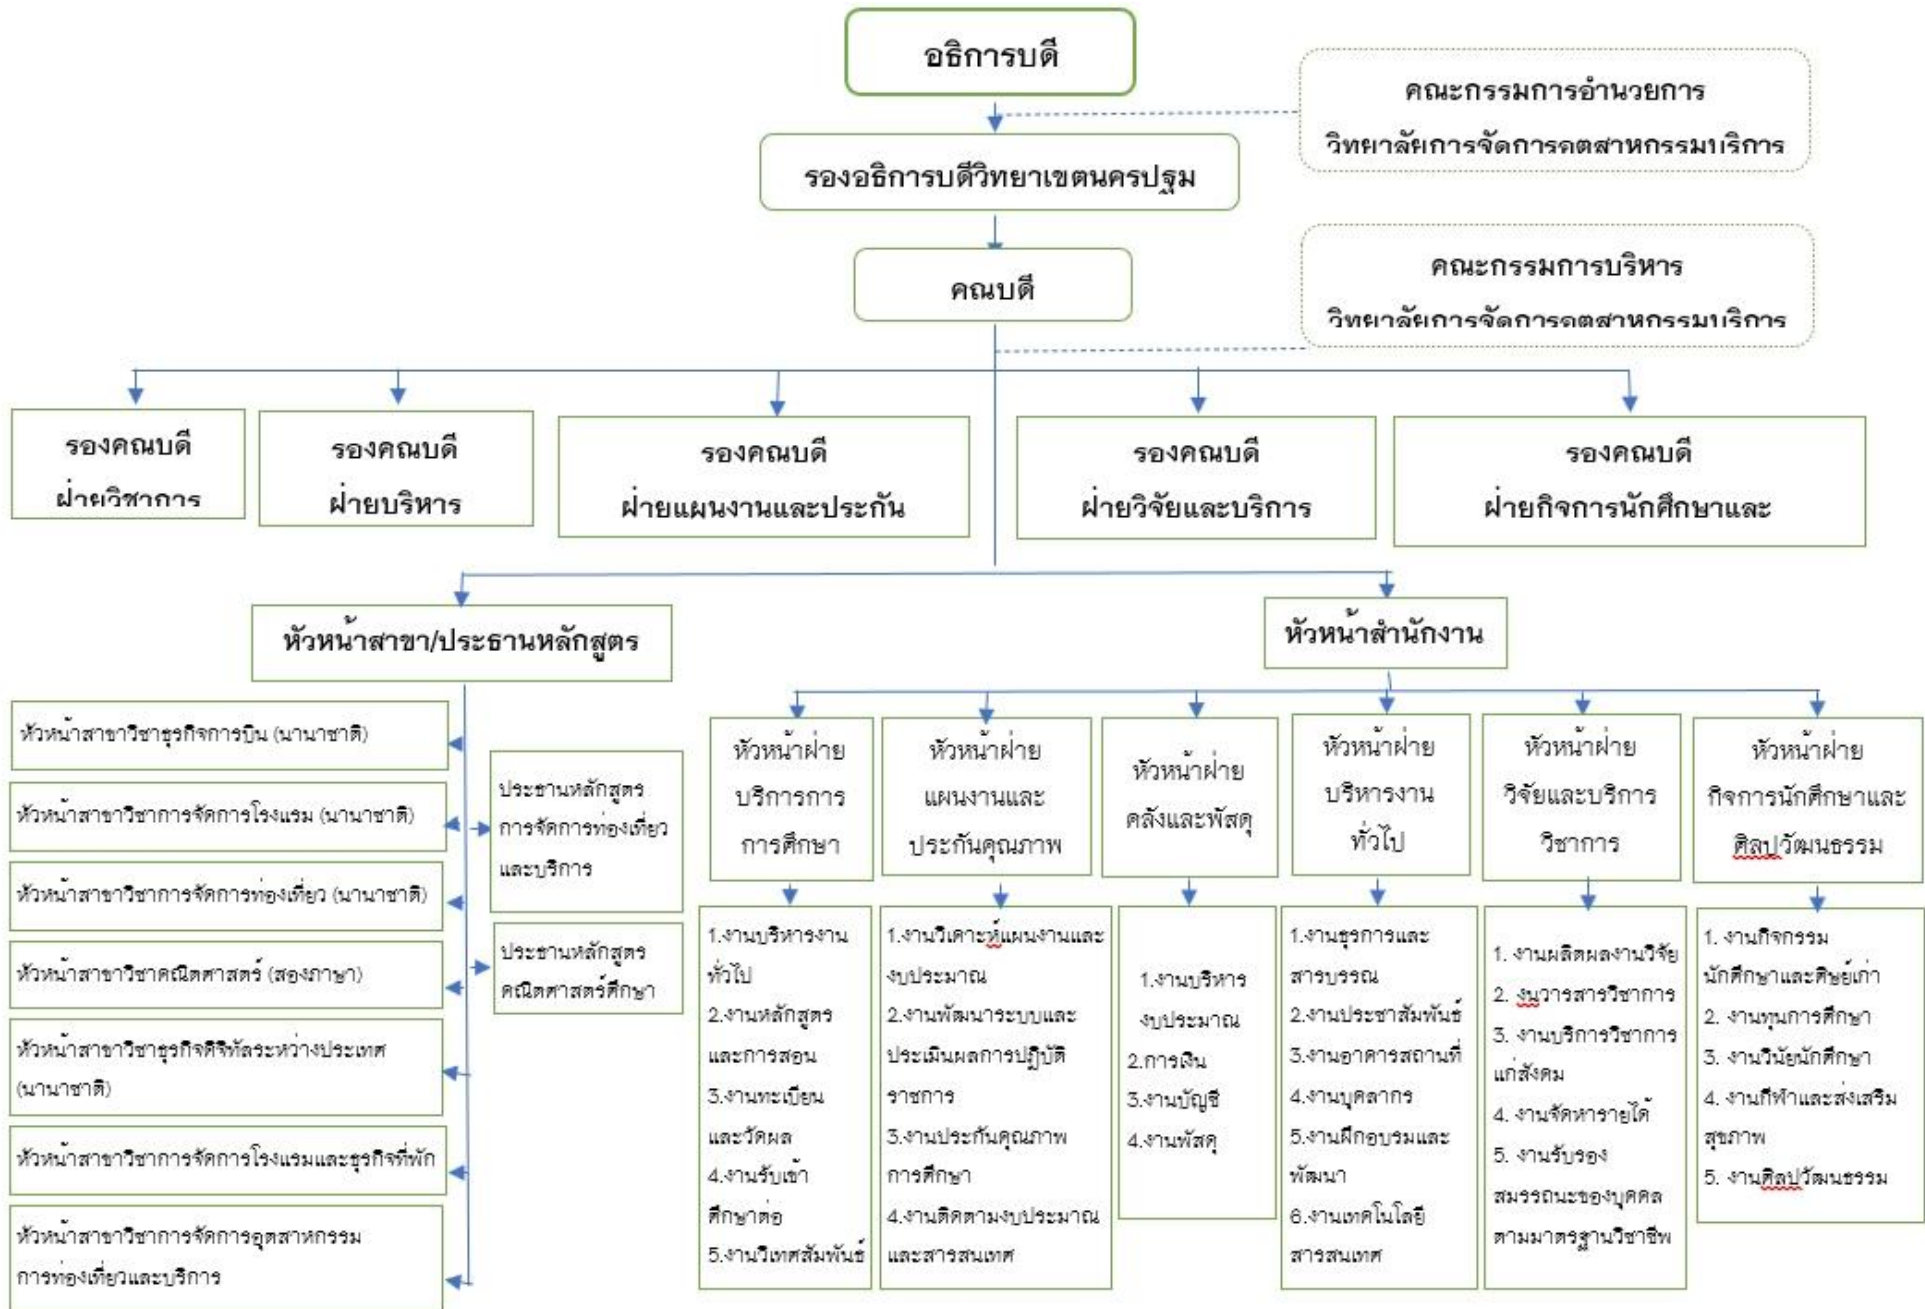 อธิการบดี
คณะกรรมการอำนวยการ
วิทยาลัยการจัดการอุตสาหกรรมบริการ
รองอธิการบดีวิทยาเขตนครปฐม
คณะกรรมการบริหาร
วิทยาลัยการจัดการอุตสาหกรรมบริการ
คณบดี
รองคณบดี
ฝ่ายวิชาการ
รองคณบดี
ฝ่ายบริหาร
รองคณบดี
ฝ่ายแผนงานและประกัน
รองคณบดี
ฝ่ายวิจัยและบริการ
รองคณบดี
ฝ่ายกิจการนักศึกษาและ
หัวหน้าสาขา/ประธานหลักสูตร
หัวหน้าสำนักงาน
หัวหน้าสาขาวิชาธุรกิจการบิน (นานาชาติ)
หัวหน้าสาขาวิชาการจัดการโรงแรม (นานาชาติ)
หัวหน้าสาขาวิชาการจัดการท่องเที่ยว (นานาชาติ)
หัวหน้าสาขาวิชาคณิตศาสตร์ (สองภาษา)
หัวหน้าสาขาวิชาธุรกิจดิจิทัลระหว่างประเทศ
(นานาชาติ)
หัวหน้าสาขาวิชาการจัดการโรงแรมและธุรกิจที่พัก
หัวหน้าสาขาวิชาการจัดการอุตสาหกรรม
การท่องเที่ยวและบริการ
ประธานหลักสูตร
การจัดการท่องเที่ยว
และบริการ
ประธานหลักสูตร
คณิตศาสตร์ศึกษา
หัวหน้าฝ่าย
บริการการ
การศึกษา
1.งานบริหารงาน
ทั่วไป
2.งานหลักสูตร
และการสอน
3.งานทะเบียน
และวัดผล
4.งานรับเข้า
ศึกษาต่อ
5.งานวิเทศสัมพันธ์
หัวหน้าฝ่าย
แผนงานและ
ประกันคุณภาพ
1.งานวิเคาะห์แผนงานและ
งบประมาณ
2.งานพัฒนาระบบและ
ประเมินผลการปฏิบัติ
ราชการ
3.งานประกันคุณภาพ
การศึกษา
4.งานติดตามงบประมาณ
และสารสนเทศ
หัวหน้าฝ่าย
คลังและพัสดุ
1.งานบริหาร
งบประมาณ
2.การเงิน
3.งานบัญชี
4.งานพัสดุ
หัวหน้าฝ่าย
บริหารงาน
ทั่วไป
1.งานธุรการและ
สารบรรณ
2.งานประชาสัมพันธ์
3.งานอาคารสถานที่
4.งานบุคลากร
5.งานฝึกอบรมและ
พัฒนา
6.งานเทคโนโลยี
สารสนเทศ
หัวหน้าฝ่าย
วิจัยและบริการ
วิชาการ
1. งานผลิตผลงานวิจัย
2. งนวารสารวิชาการ
3. งานบริการวิชาการ
แก่สังคม
4. งานจัดหารายได้
5. งานรับรอง
สมรรถนะของบุคคล
ตามมาตรฐานวิชาชีพ
หัวหน้าฝ่าย
กิจการนักศึกษาและ
ศิลปวัฒนธรรม
1. งานกิจกรรม
นักศึกษาและศิษย์เก่า
2. งานทุนการศึกษา
3. งานวินัยนักศึกษา
4. งานกีฬาและส่งเสริม
สุขภาพ
5. งานศิลปวัฒนธรรม